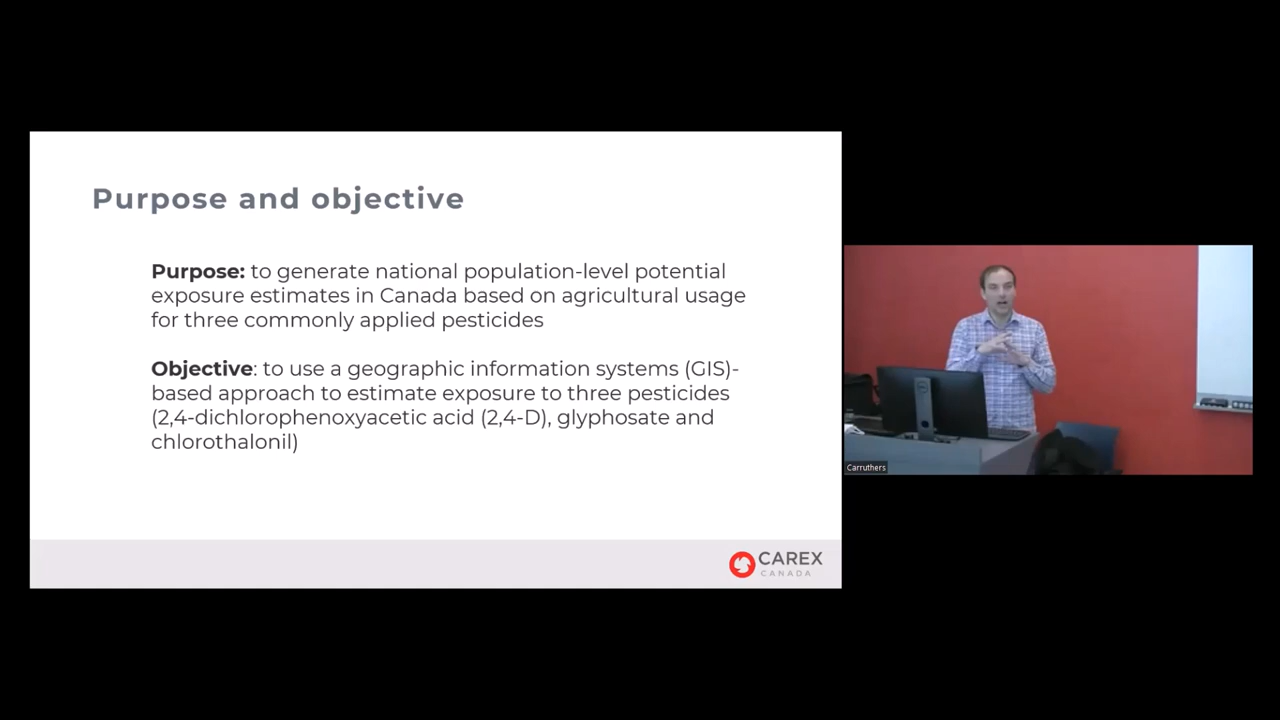 Purpose and objective
Purpose: to generate national population-level potential
exposure estimates in Canada based on agricultural usage
for three commonly applied pesticides
Objective: to use a geographic information systems (GIS)-
based approach to estimate exposure to three pesticides
(2,4-dichlorophenoxyacetic acid (2,4-D), glyphosate and
chlorothalonil)
CAREX
CANADA
Carruthers